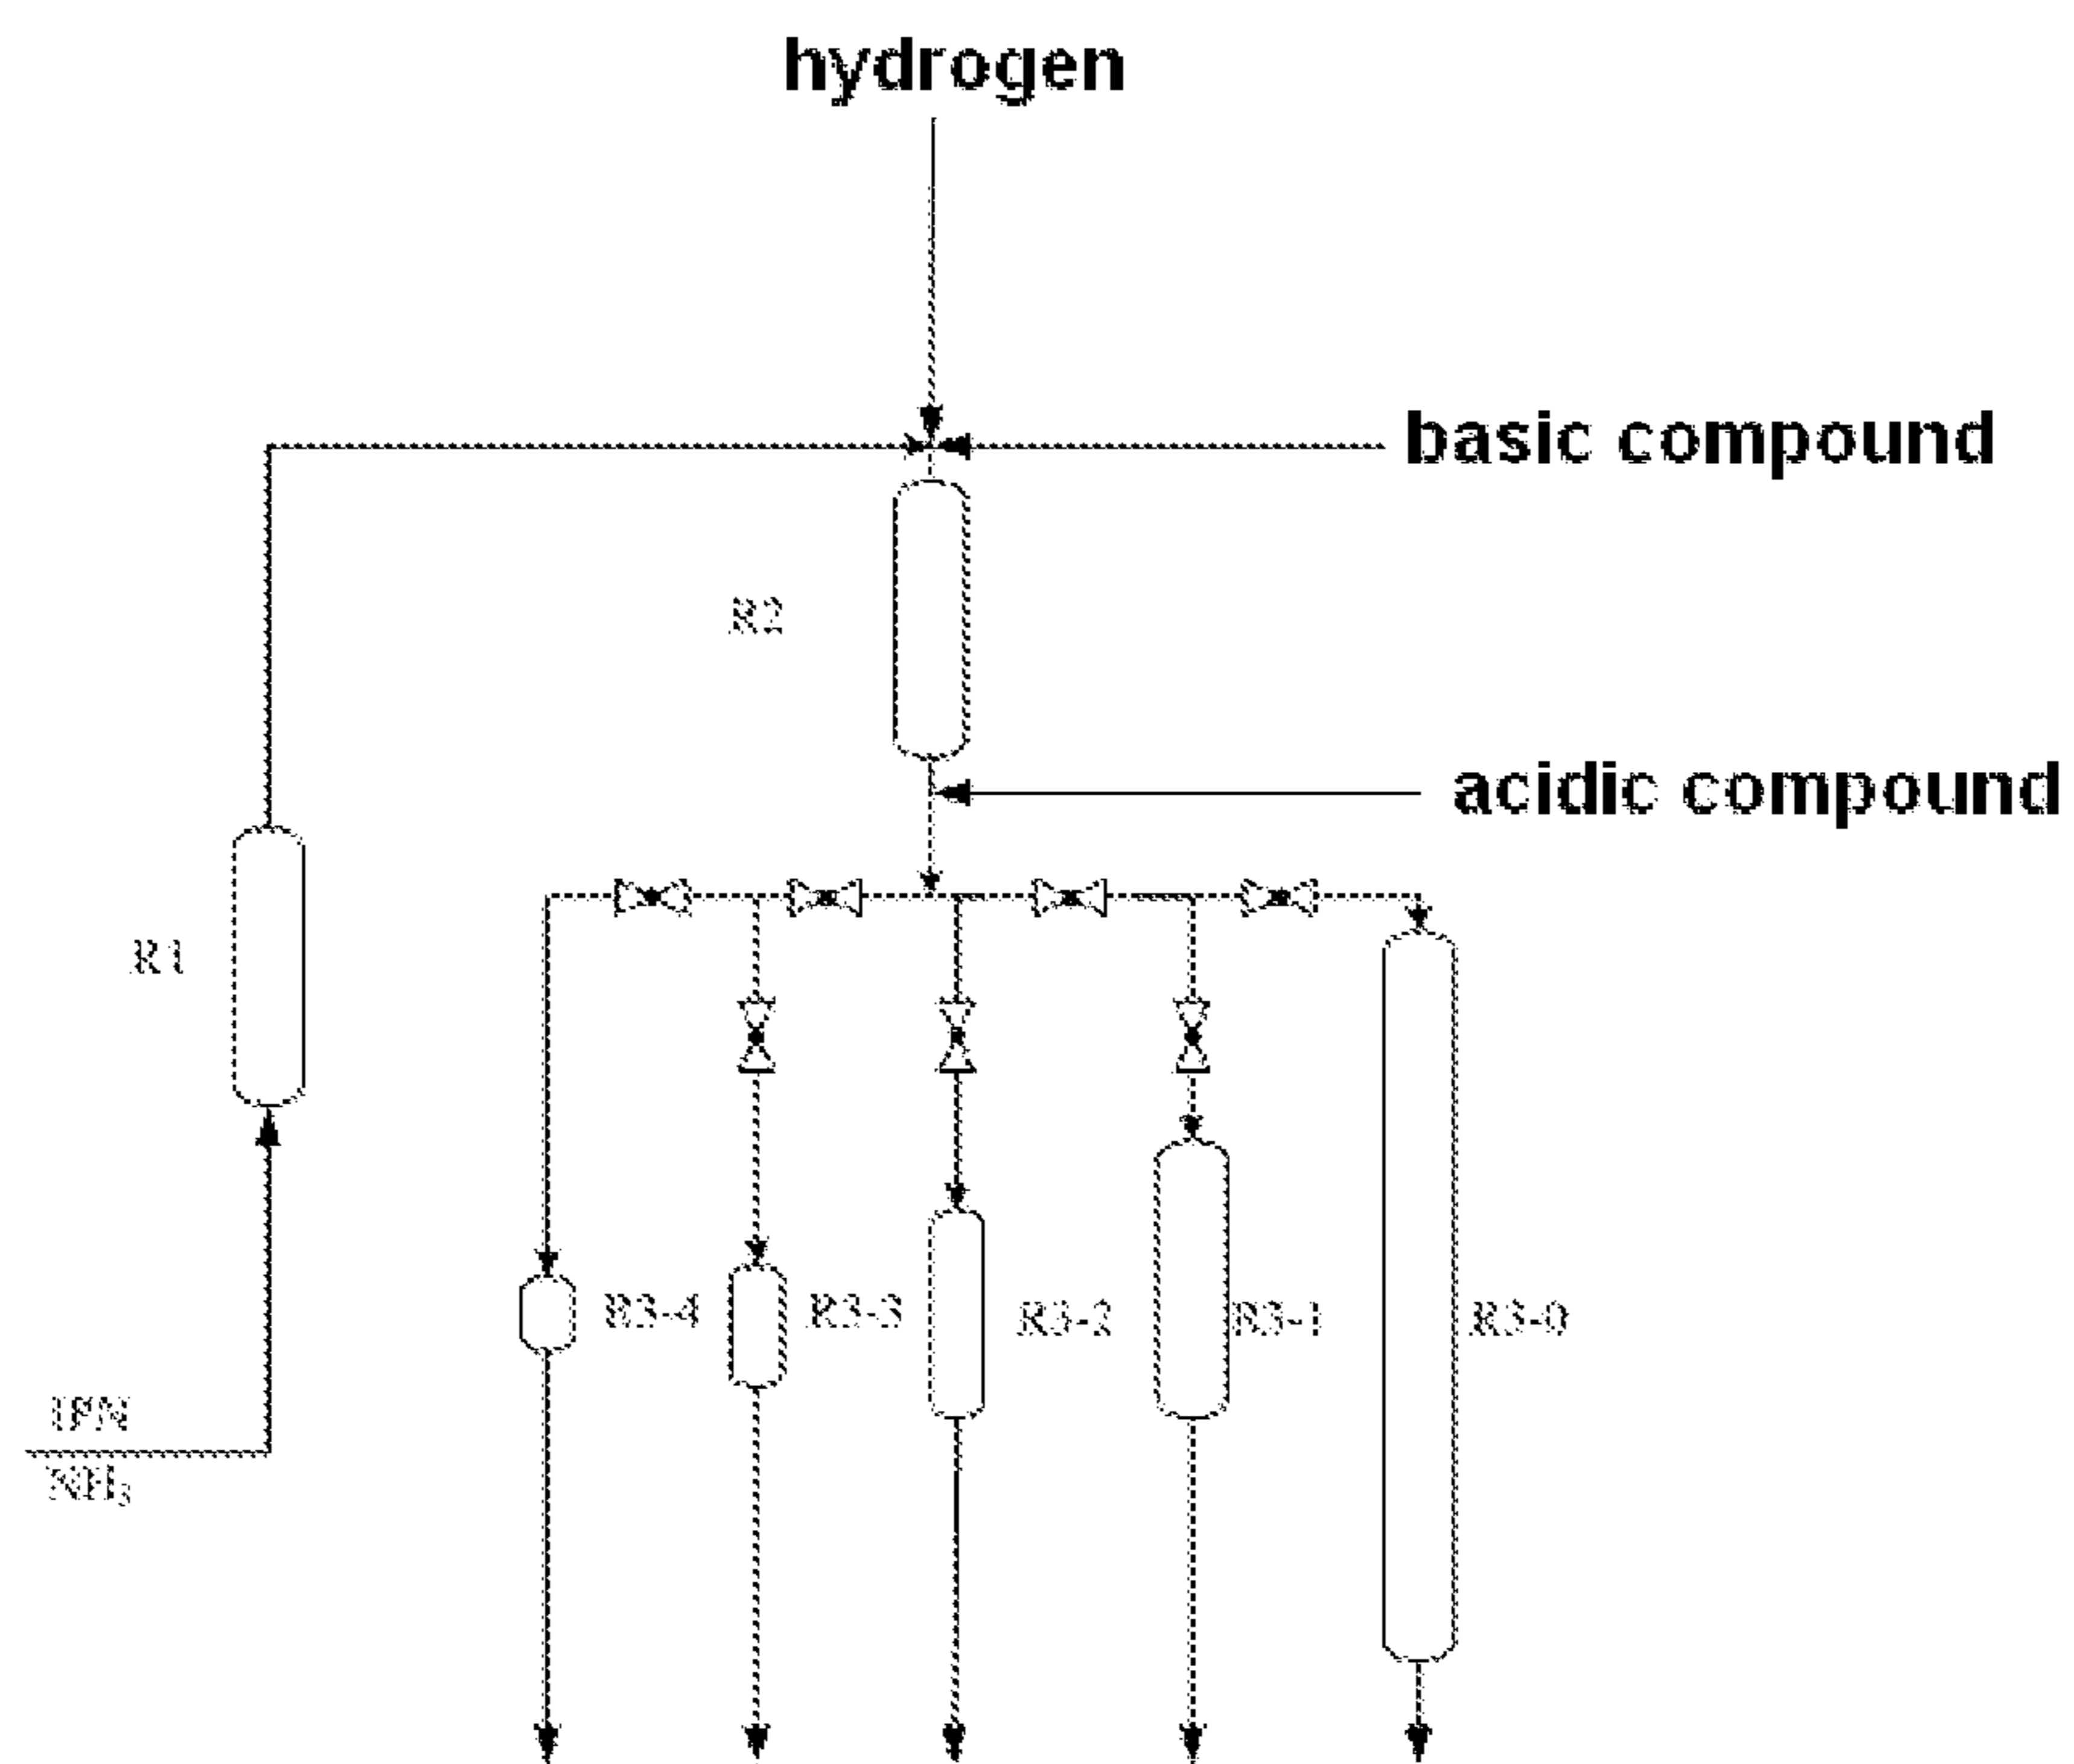 hydrogen
basic compound
R2
acidic compound
R1
R3-4
R3-3
R3-2
R3-1
R3-0
IPN
NH₃